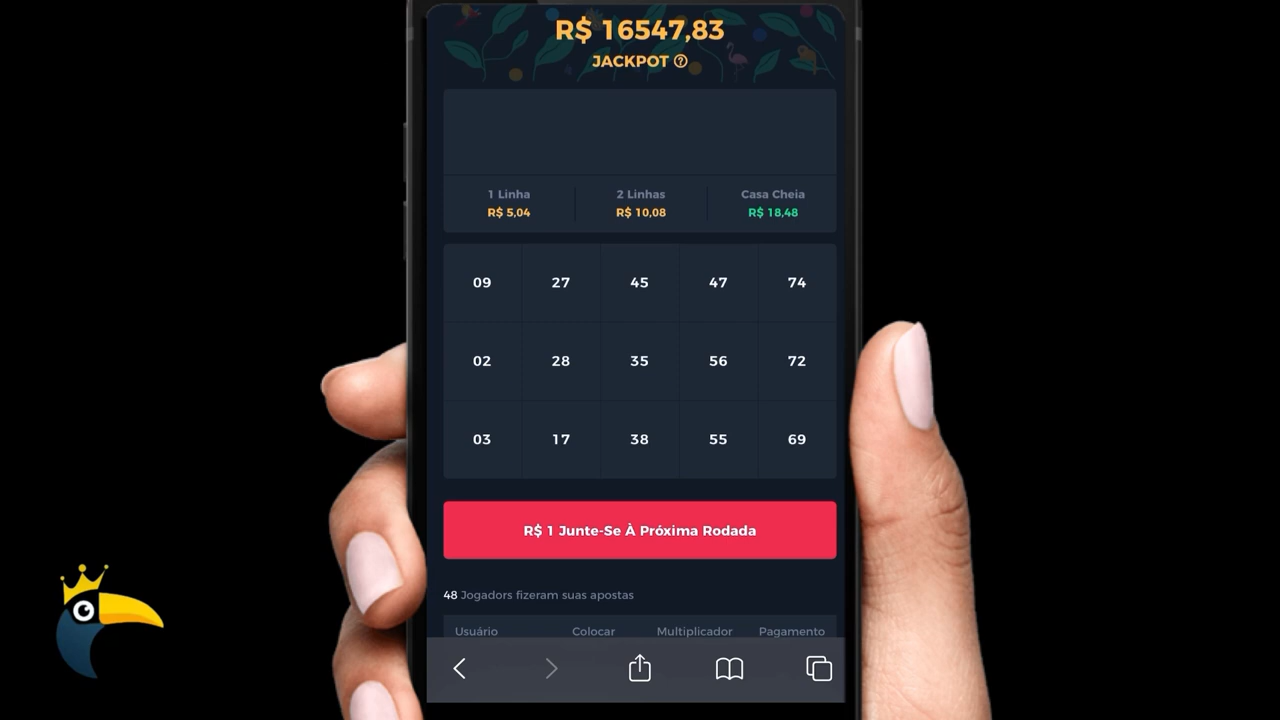 R$ 16547,83
JACKPOT ?
1 Linha 2 Linhas Casa Cheia
R$ 5,04 R$ 10,08 R$ 18,48
09 27 45 47 74
02 28 35 56 72
03 17 38 55 69
R$ 1 Junte-Se À Próxima Rodada
48 Jogadors fizeram suas apostas
Usuário Colocar Multiplicador Pagamento